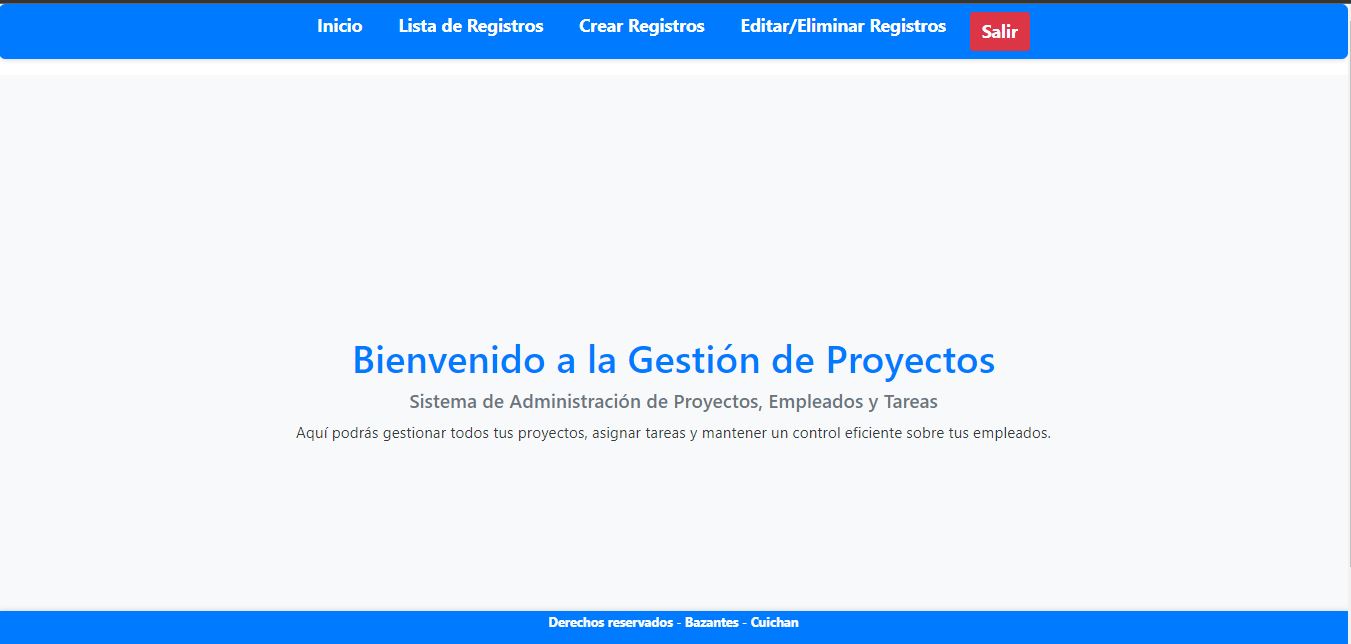 Inicio Lista de Registros Crear Registros Editar/Eliminar Registros Salir
Bienvenido a la Gestión de Proyectos
Sistema de Administración de Proyectos, Empleados y Tareas
Aquí podrás gestionar todos tus proyectos, asignar tareas y mantener un control eficiente sobre tus empleados.
Derechos reservados - Bazantes - Cuichan